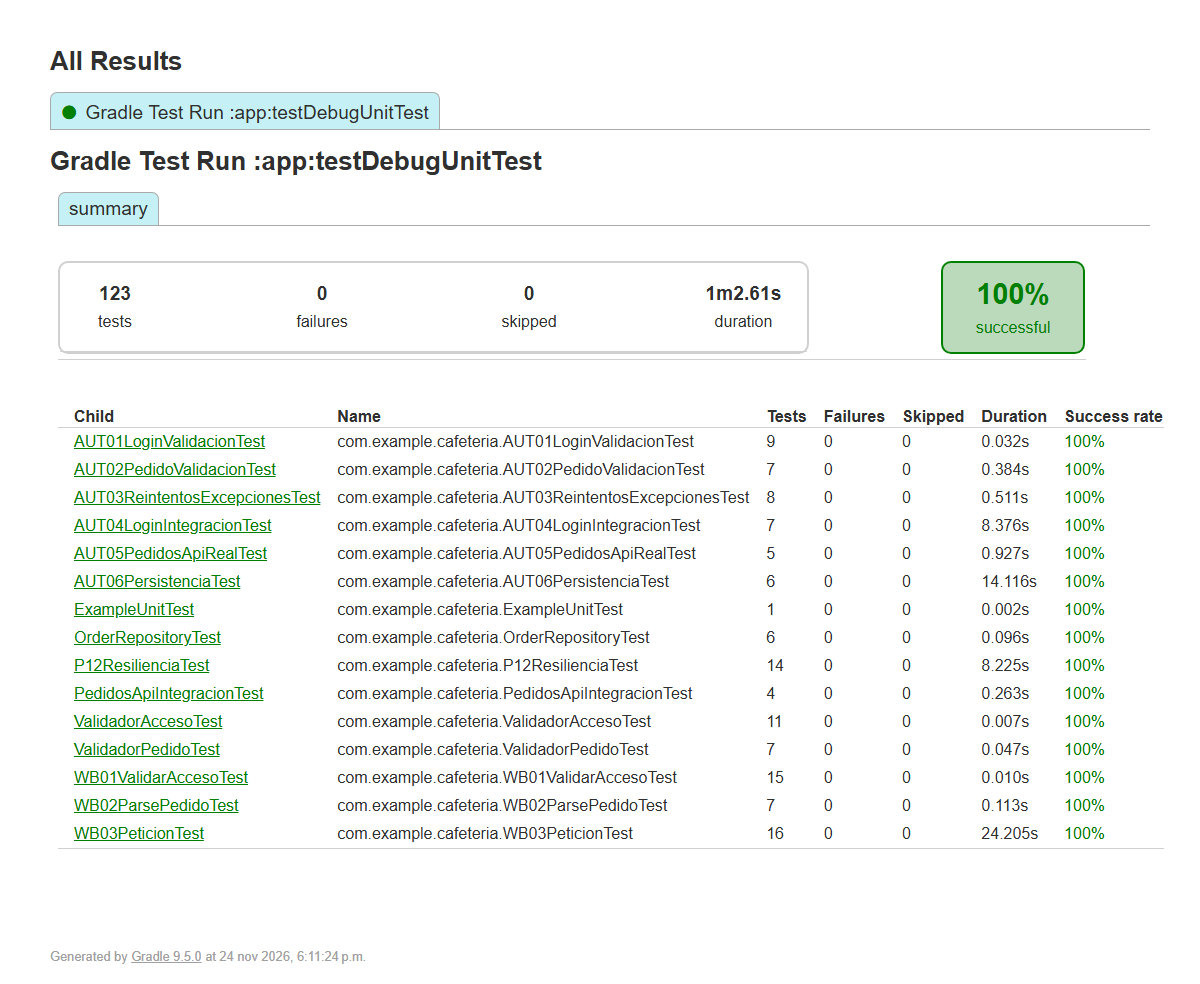 All Results
Gradle Test Run :app:testDebugUnitTest
Gradle Test Run :app:testDebugUnitTest
summary
123 0 0 1m2.61s 100%
tests failures skipped duration successful
Child Name Tests Failures Skipped Duration Success rate
AUT01LoginValidacionTest com.example.cafeteria.AUT01LoginValidacionTest 9 0 0 0.032s 100%
AUT02PedidoValidacionTest com.example.cafeteria.AUT02PedidoValidacionTest 7 0 0 0.384s 100%
AUT03ReintentosExcepcionesTest com.example.cafeteria.AUT03ReintentosExcepcionesTest 8 0 0 0.511s 100%
AUT04LoginIntegracionTest com.example.cafeteria.AUT04LoginIntegracionTest 7 0 0 8.376s 100%
AUT05PedidosApiRealTest com.example.cafeteria.AUT05PedidosApiRealTest 5 0 0 0.927s 100%
AUT06PersistenciaTest com.example.cafeteria.AUT06PersistenciaTest 6 0 0 14.116s 100%
ExampleUnitTest com.example.cafeteria.ExampleUnitTest 1 0 0 0.002s 100%
OrderRepositoryTest com.example.cafeteria.OrderRepositoryTest 6 0 0 0.096s 100%
P12ResilienciaTest com.example.cafeteria.P12ResilienciaTest 14 0 0 8.225s 100%
PedidosApiIntegracionTest com.example.cafeteria.PedidosApiIntegracionTest 4 0 0 0.263s 100%
ValidadorAccesoTest com.example.cafeteria.ValidadorAccesoTest 11 0 0 0.007s 100%
ValidadorPedidoTest com.example.cafeteria.ValidadorPedidoTest 7 0 0 0.047s 100%
WB01ValidarAccesoTest com.example.cafeteria.WB01ValidarAccesoTest 15 0 0 0.010s 100%
WB02ParsePedidoTest com.example.cafeteria.WB02ParsePedidoTest 7 0 0 0.113s 100%
WB03PeticionTest com.example.cafeteria.WB03PeticionTest 16 0 0 24.205s 100%
Generated by Gradle 9.5.0 at 24 nov 2026, 6:11:24 p.m.